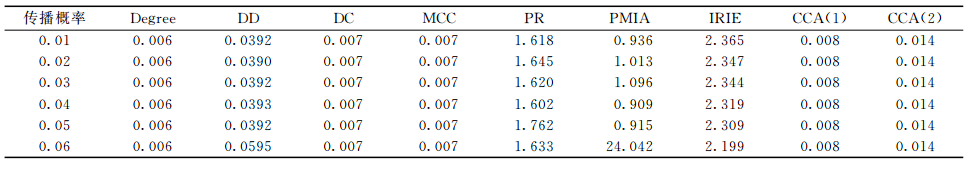 传播概率 Degree DD DC MCC PR PMIA IRIE CCA(1) CCA(2)
0.01 0.006 0.0392 0.007 0.007 1.618 0.936 2.365 0.008 0.014
0.02 0.006 0.0390 0.007 0.007 1.645 1.013 2.347 0.008 0.014
0.03 0.006 0.0392 0.007 0.007 1.620 1.096 2.344 0.008 0.014
0.04 0.006 0.0393 0.007 0.007 1.602 0.909 2.319 0.008 0.014
0.05 0.006 0.0392 0.007 0.007 1.762 0.915 2.309 0.008 0.014
0.06 0.006 0.0595 0.007 0.007 1.633 24.042 2.199 0.008 0.014